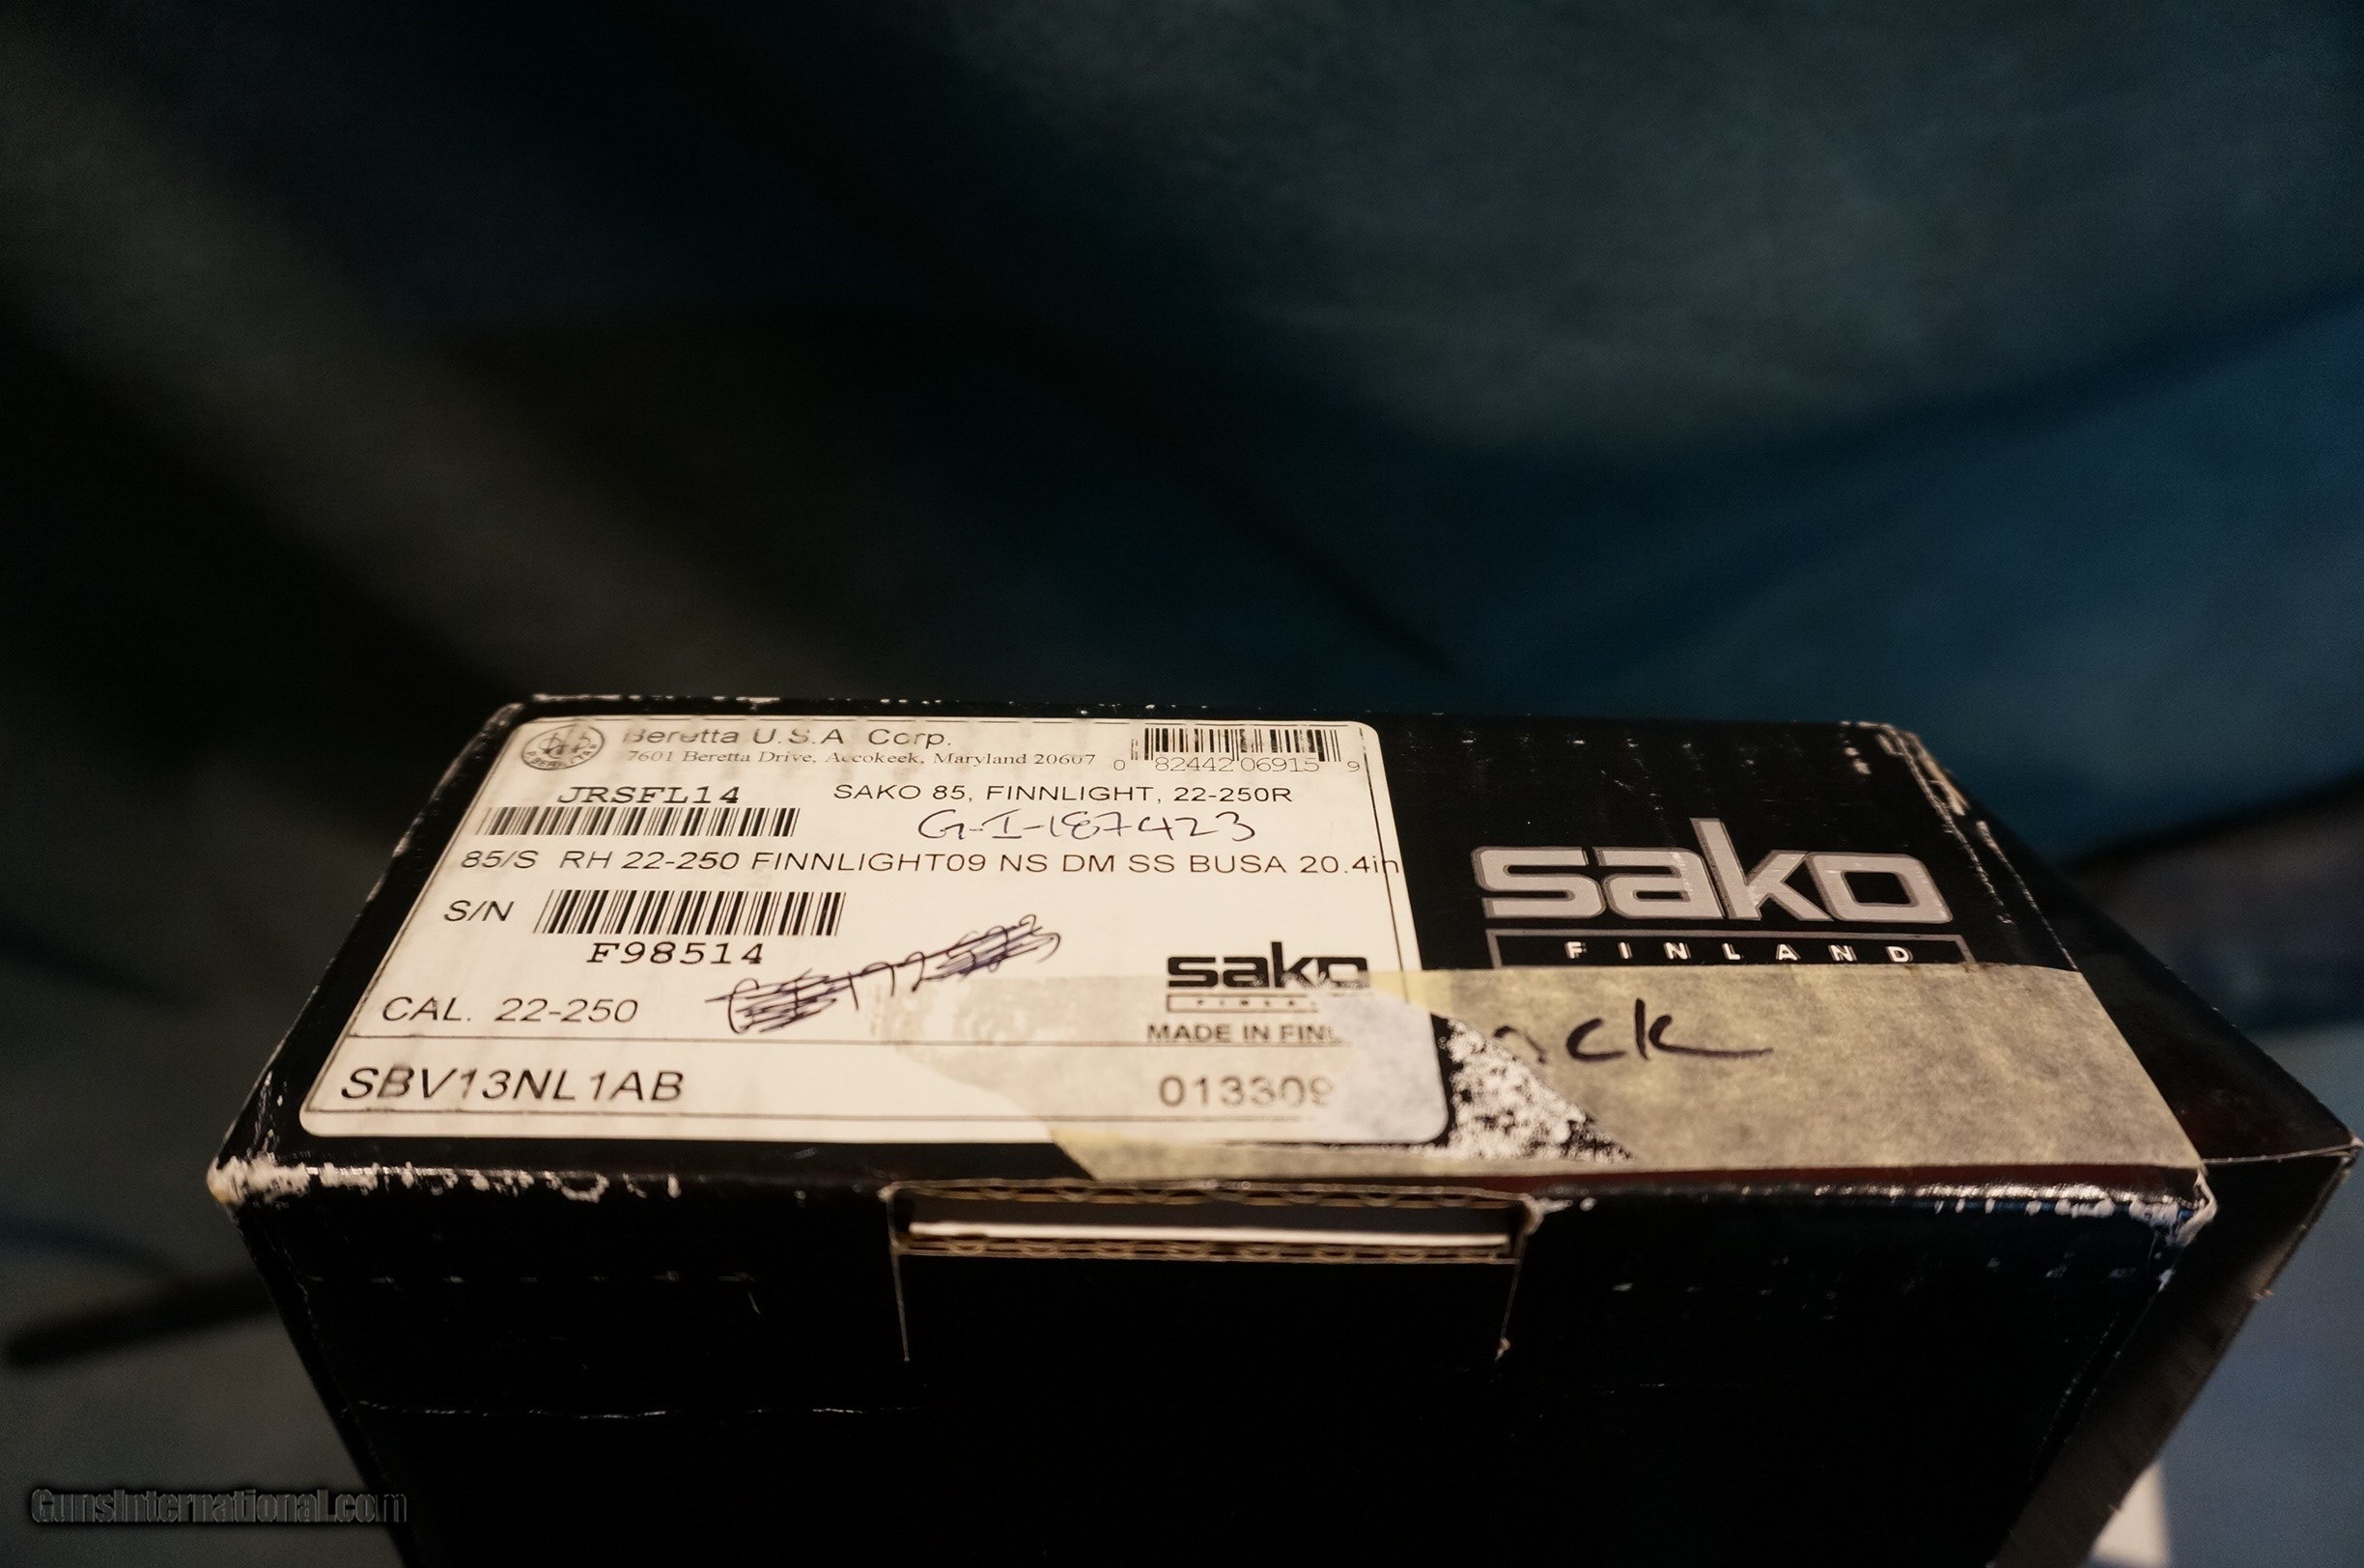 Beretta U.S.A. Corp.
7601 Beretta Drive, Accokeek, Maryland 20607
0 82442 06915 9
JRSFL14
SAKO 85, FINNLIGHT, 22-250R
G-I-187423
85/S RH 22-250 FINNLIGHT09 NS DM SS BUSA 20.4in
S/N
F98514
CAL. 22-250
sako
MADE IN FINL
SBV13NL1AB
013309
sako
FINLAND
ck
GunsInternational.com